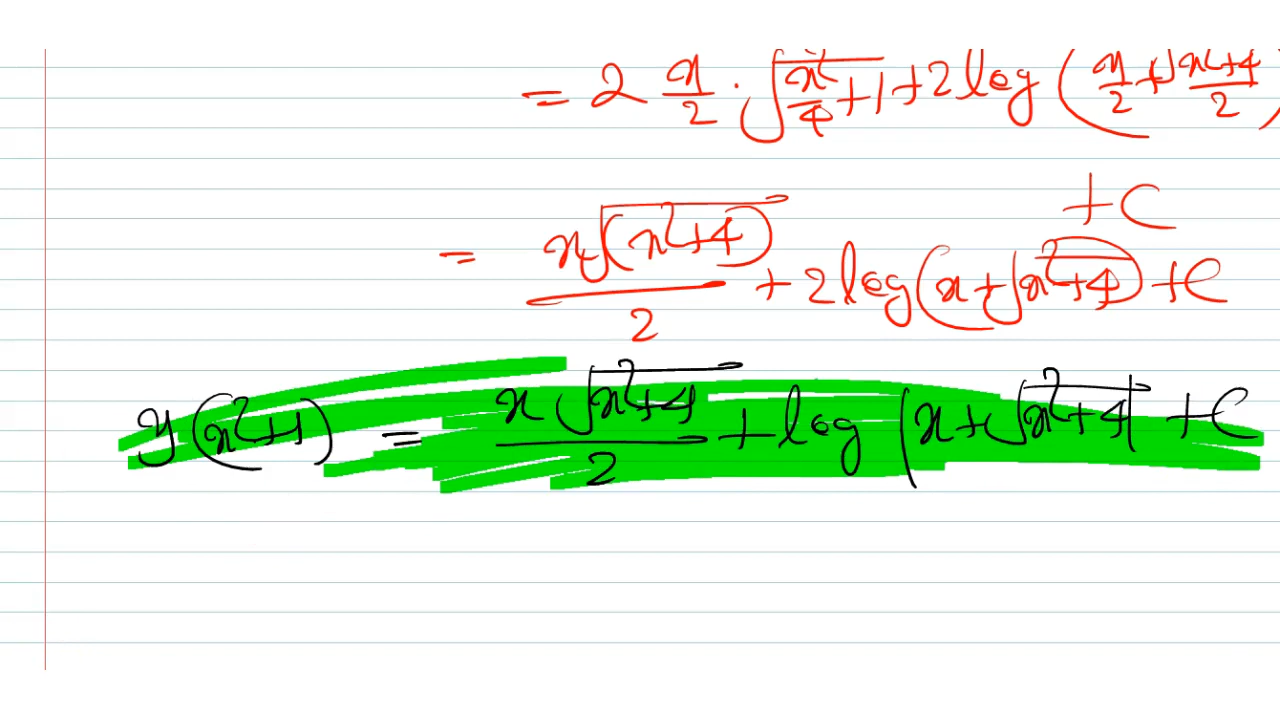 = 2 x/2 · √(x²/4 + 1) + 2 log (x/2 + √(x²+4)/2)
+ C
= x√(x²+4)/2 + 2 log(x + √(x²+4)) + C
y(x²+1) = x√(x²+4)/2 + log |x + √(x²+4)| + C